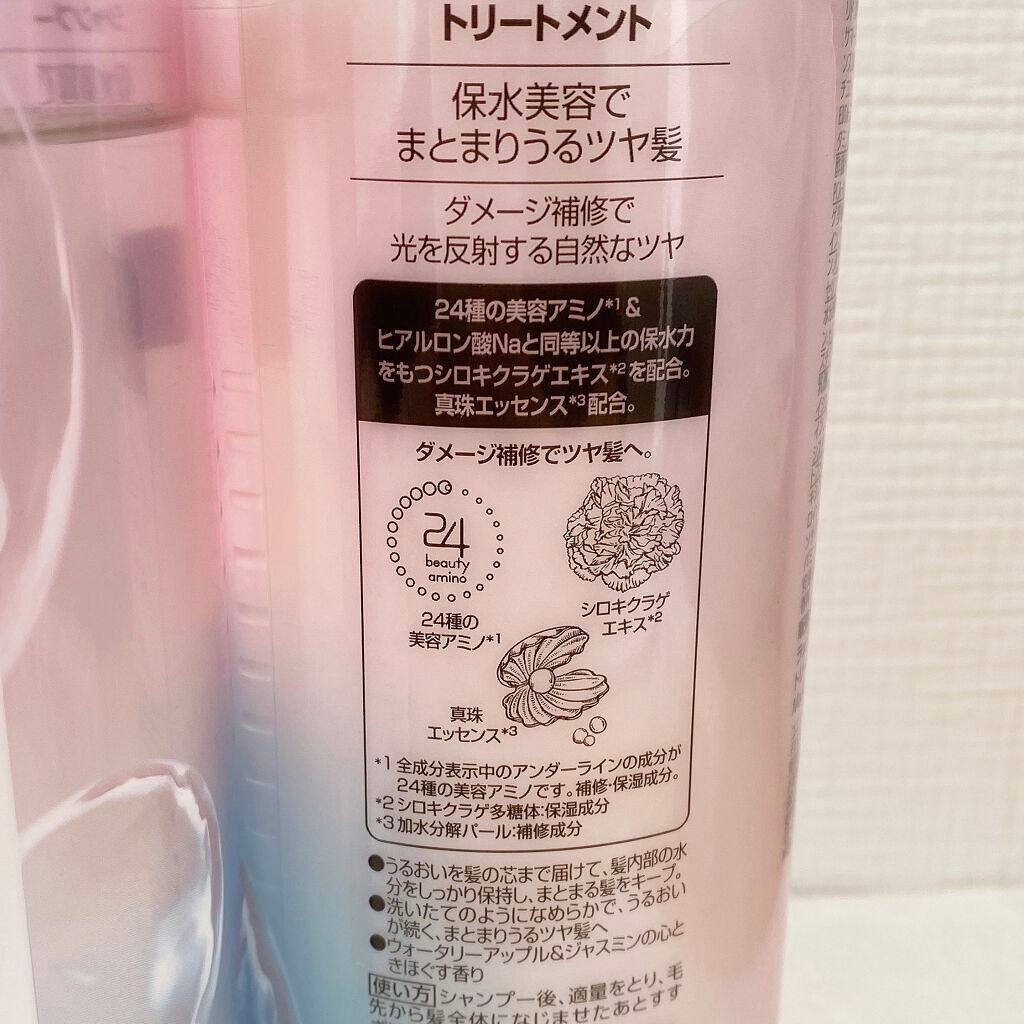 トリートメント
保水美容で
まとまりうるツヤ髪
ダメージ補修で
光を反射する自然なツヤ
24種の美容アミノ*1&
ヒアルロン酸Naと同等以上の保水力
をもつシロキクラゲエキス*2を配合。
真珠エッセンス*3配合。
ダメージ補修でツヤ髪へ。
24
beauty
amino
24種の
美容アミノ*1
シロキクラゲ
エキス*2
真珠
エッセンス*3
*1 全成分表示中のアンダーラインの成分が
24種の美容アミノです。補修・保湿成分。
*2 シロキクラゲ多糖体:保湿成分
*3 加水分解パール:補修成分
●うるおいを髪の芯まで届けて、髪内部の水
分をしっかり保持し、まとまる髪をキープ。
●洗いたてのようになめらかで、うるおい
が続く、まとまりうるツヤ髪へ
●ウォータリーアップル&ジャスミンの心と
きほぐす香り
使い方 シャンプー後、適量をとり、毛
先から髪全体になじませたあとすす